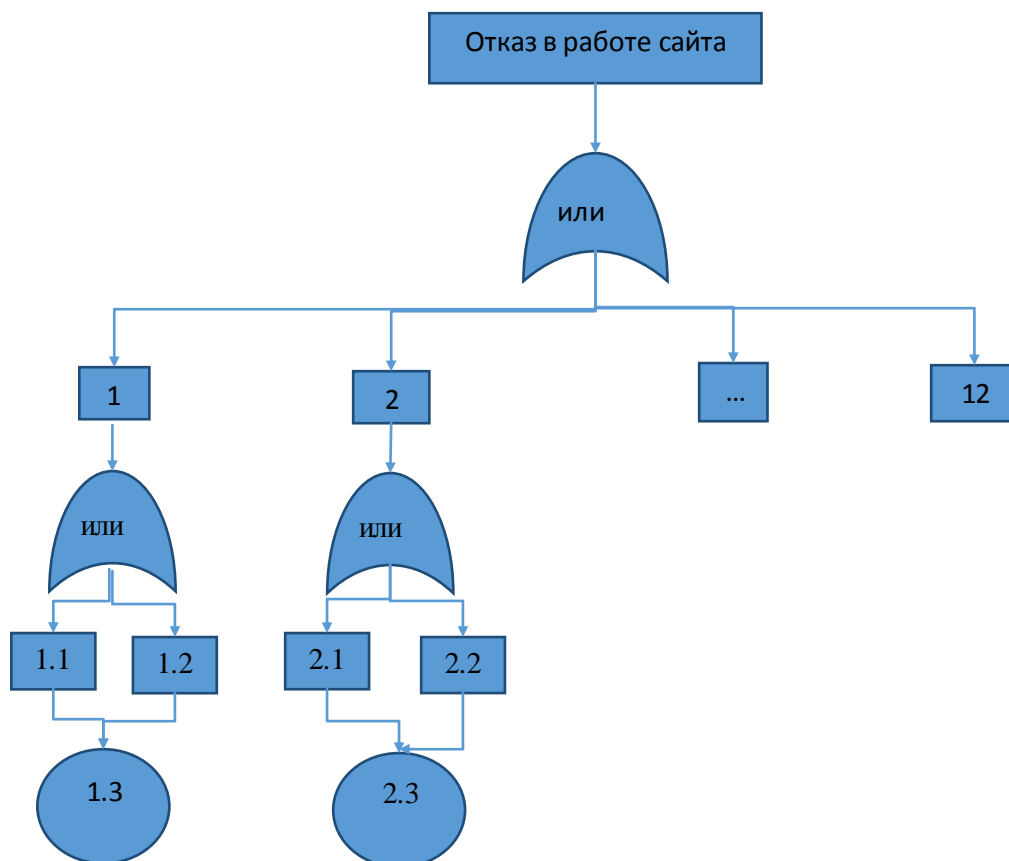 Отказ в работе сайта
или
1
2
...
12
или
или
1.1
1.2
2.1
2.2
1.3
2.3